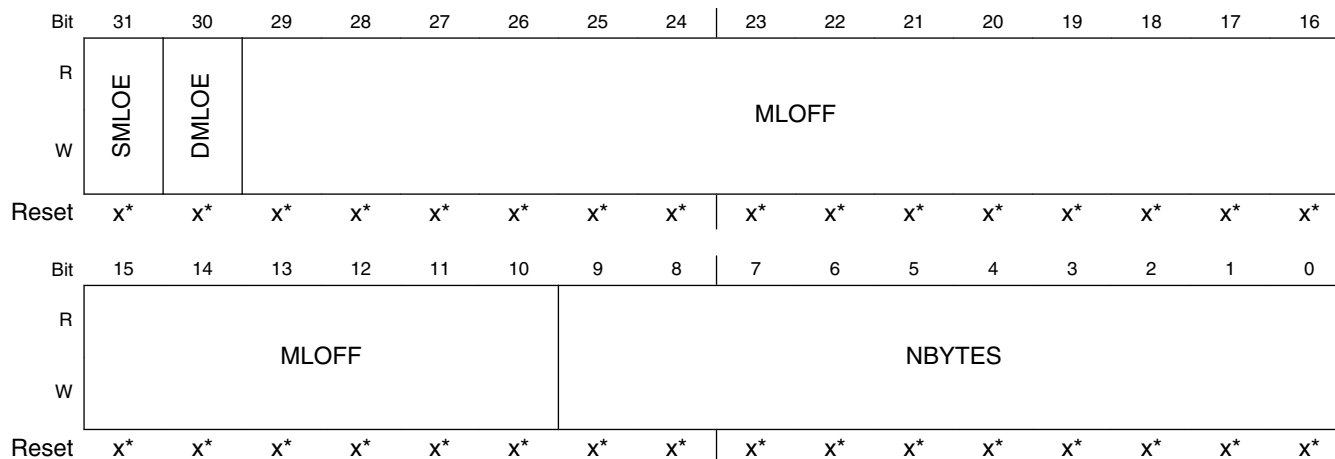 Bit 31 30 29 28 27 26 25 24 23 22 21 20 19 18 17 16
R
SMLOE DMLOE MLOFF
W
Reset x* x* x* x* x* x* x* x* x* x* x* x* x* x* x* x*
Bit 15 14 13 12 11 10 9 8 7 6 5 4 3 2 1 0
R
MLOFF NBYTES
W
Reset x* x* x* x* x* x* x* x* x* x* x* x* x* x* x* x*